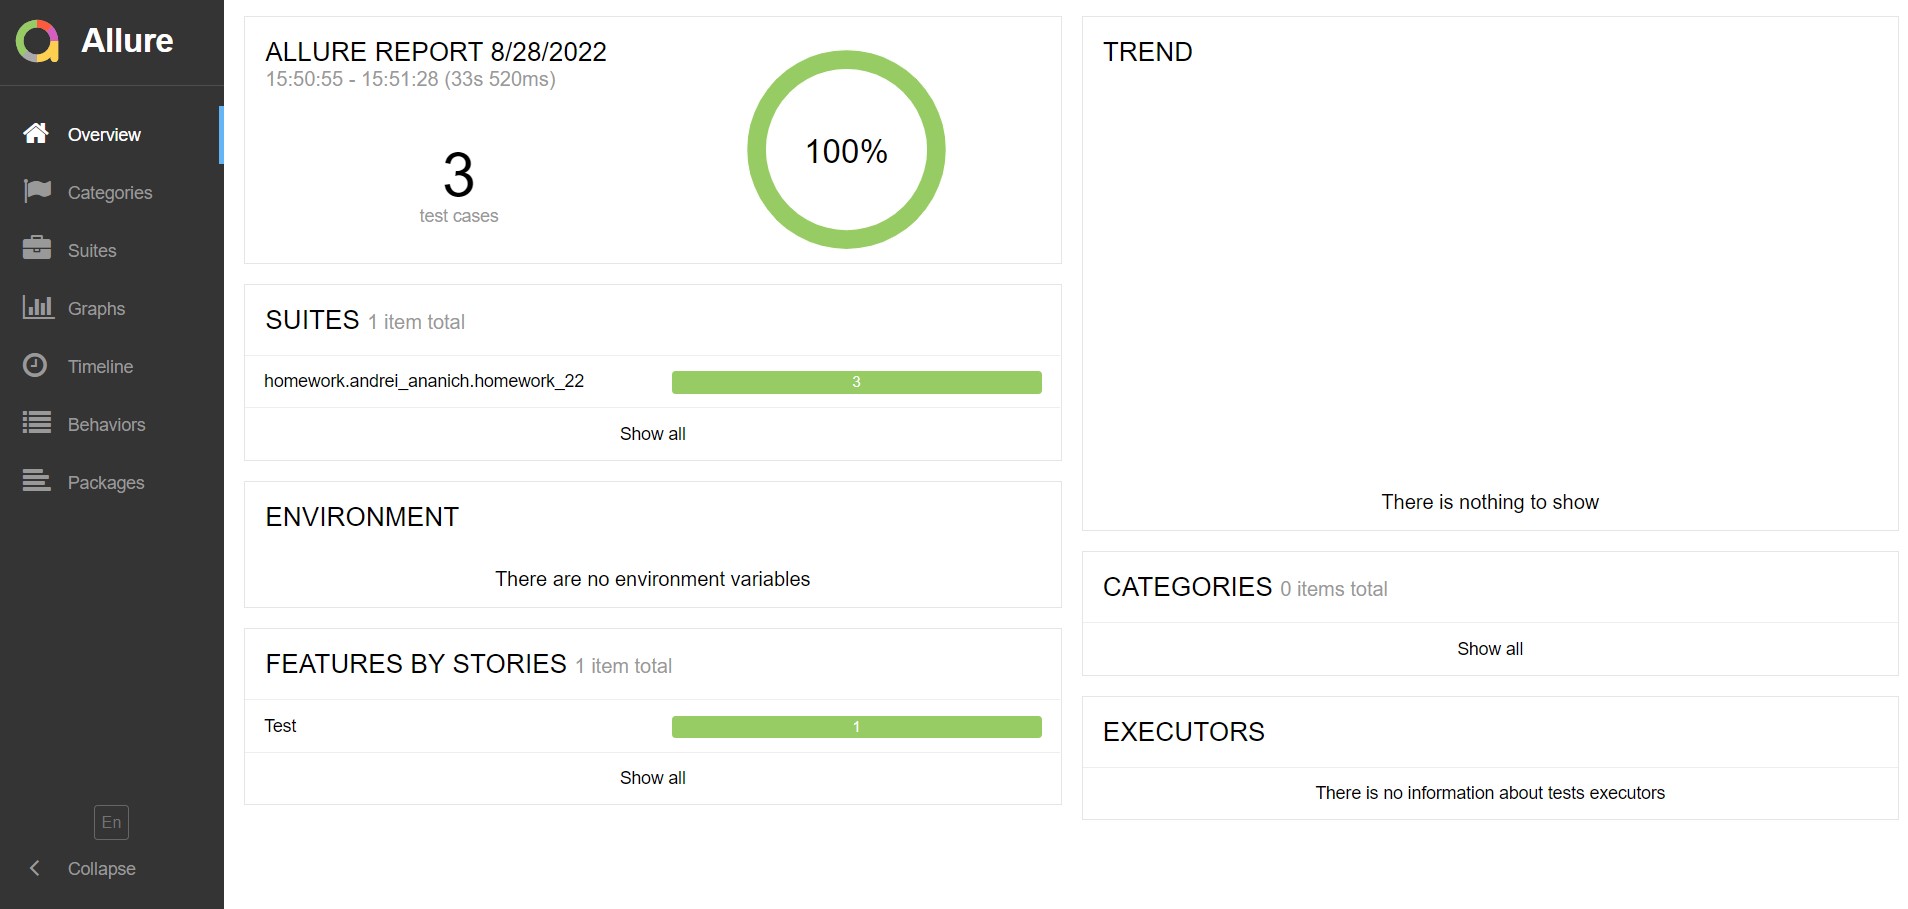 Allure
Overview
Categories
Suites
Graphs
Timeline
Behaviors
Packages
En
Collapse
ALLURE REPORT 8/28/2022
15:50:55 - 15:51:28 (33s 520ms)
3
test cases
100%
SUITES 1 item total
homework.andrei_ananich.homework_22 3
Show all
ENVIRONMENT
There are no environment variables
FEATURES BY STORIES 1 item total
Test 1
Show all
TREND
There is nothing to show
CATEGORIES 0 items total
Show all
EXECUTORS
There is no information about tests executors